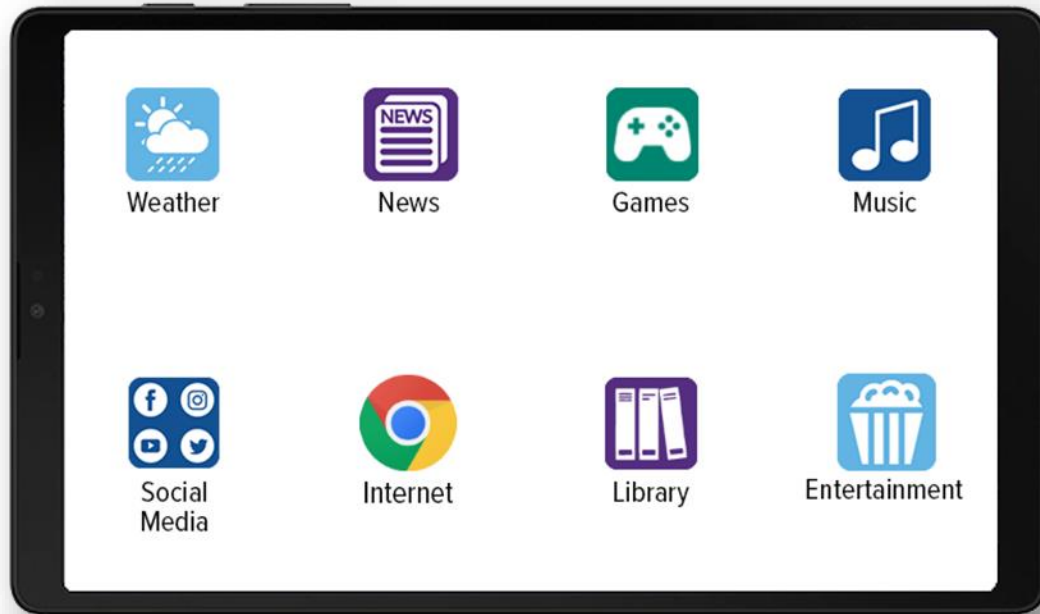 NEWS
Weather
News
Games
Music
Social
Media
Internet
Library
Entertainment